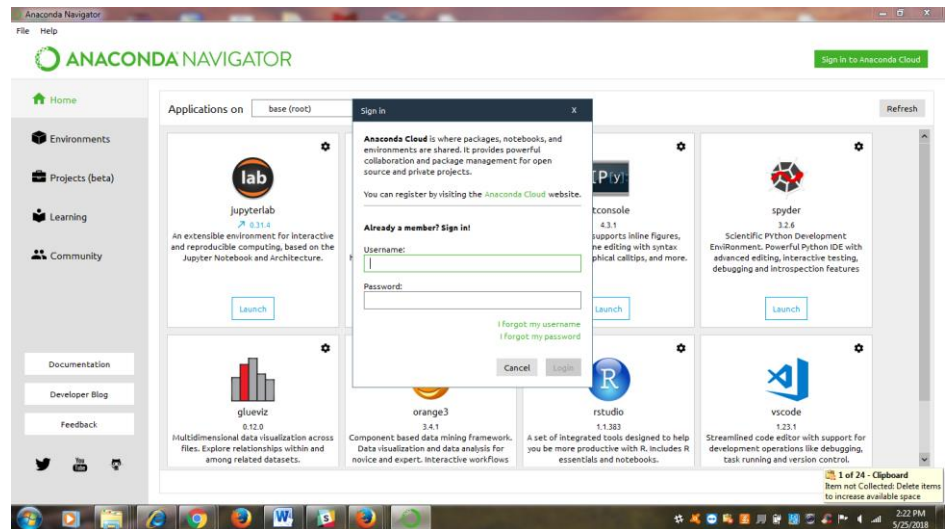 Anaconda Navigator
File Help
ANACONDA NAVIGATOR
Sign in to Anaconda Cloud
Home
Environments
Projects (beta)
Learning
Community
Documentation
Developer Blog
Feedback
Applications on base (root)
Refresh
lab
jupyterlab
0.31.4
An extensible environment for interactive
and reproducible computing, based on the
Jupyter Notebook and Architecture.
Launch
Sign in X
Anaconda Cloud is where packages, notebooks, and
environments are shared. It provides powerful
collaboration and package management for open
source and private projects.
You can register by visiting the Anaconda Cloud website.
Already a member? Sign in!
Username:
Password:
I forgot my username
I forgot my password
Cancel Login
IP[y]
tconsole
4.3.1
supports inline figures,
ne editing with syntax
phical calltips, and more.
Launch
spyder
3.2.6
Scientific PYthon Development
EnviRonment. Powerful Python IDE with
advanced editing, interactive testing,
debugging and introspection features
Launch
glueviz
0.12.0
Multidimensional data visualization across
files. Explore relationships within and
among related datasets.
orange3
3.4.1
Component based data mining framework.
Data visualization and data analysis for
novice and expert. Interactive workflows
R
rstudio
1.1.383
A set of integrated tools designed to help
you be more productive with R. Includes R
essentials and notebooks.
vscode
1.23.1
Streamlined code editor with support for
development operations like debugging,
task running and version control.
You
Tube
1 of 24 - Clipboard
Item not Collected: Delete items
to increase available space
2:22 PM
5/25/2018